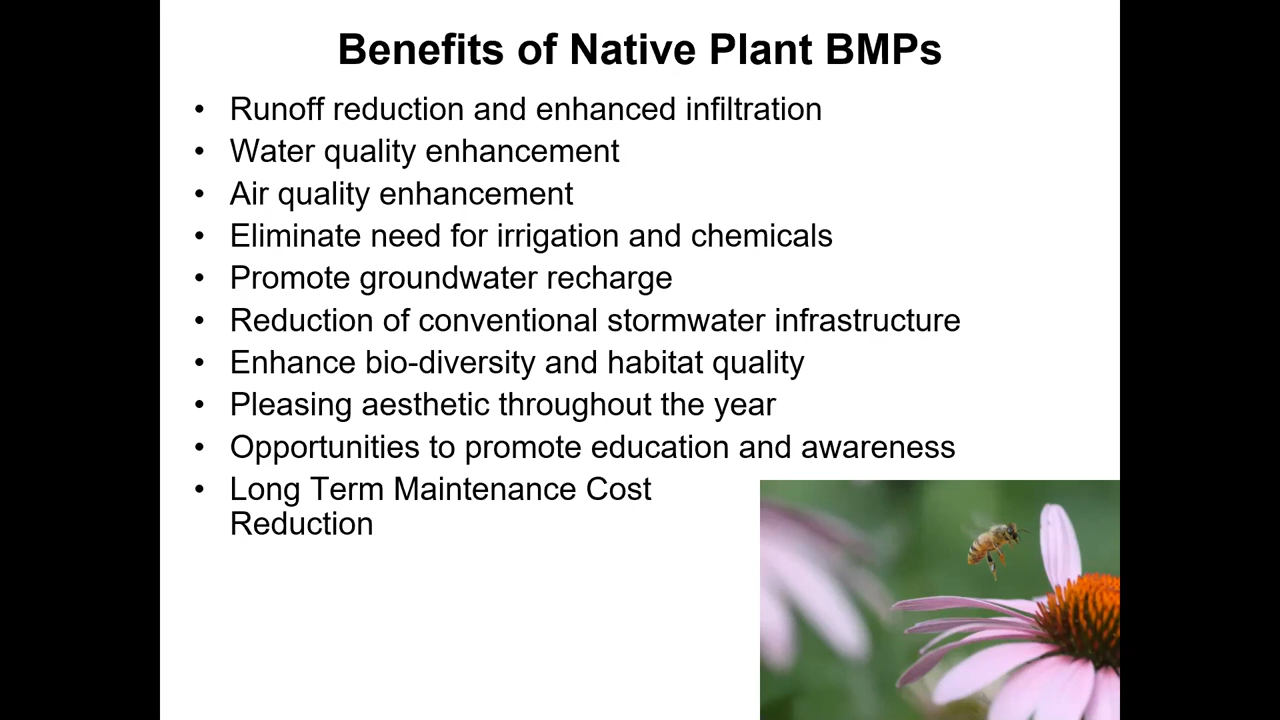 Benefits of Native Plant BMPs
• Runoff reduction and enhanced infiltration
• Water quality enhancement
• Air quality enhancement
• Eliminate need for irrigation and chemicals
• Promote groundwater recharge
• Reduction of conventional stormwater infrastructure
• Enhance bio-diversity and habitat quality
• Pleasing aesthetic throughout the year
• Opportunities to promote education and awareness
• Long Term Maintenance Cost
Reduction